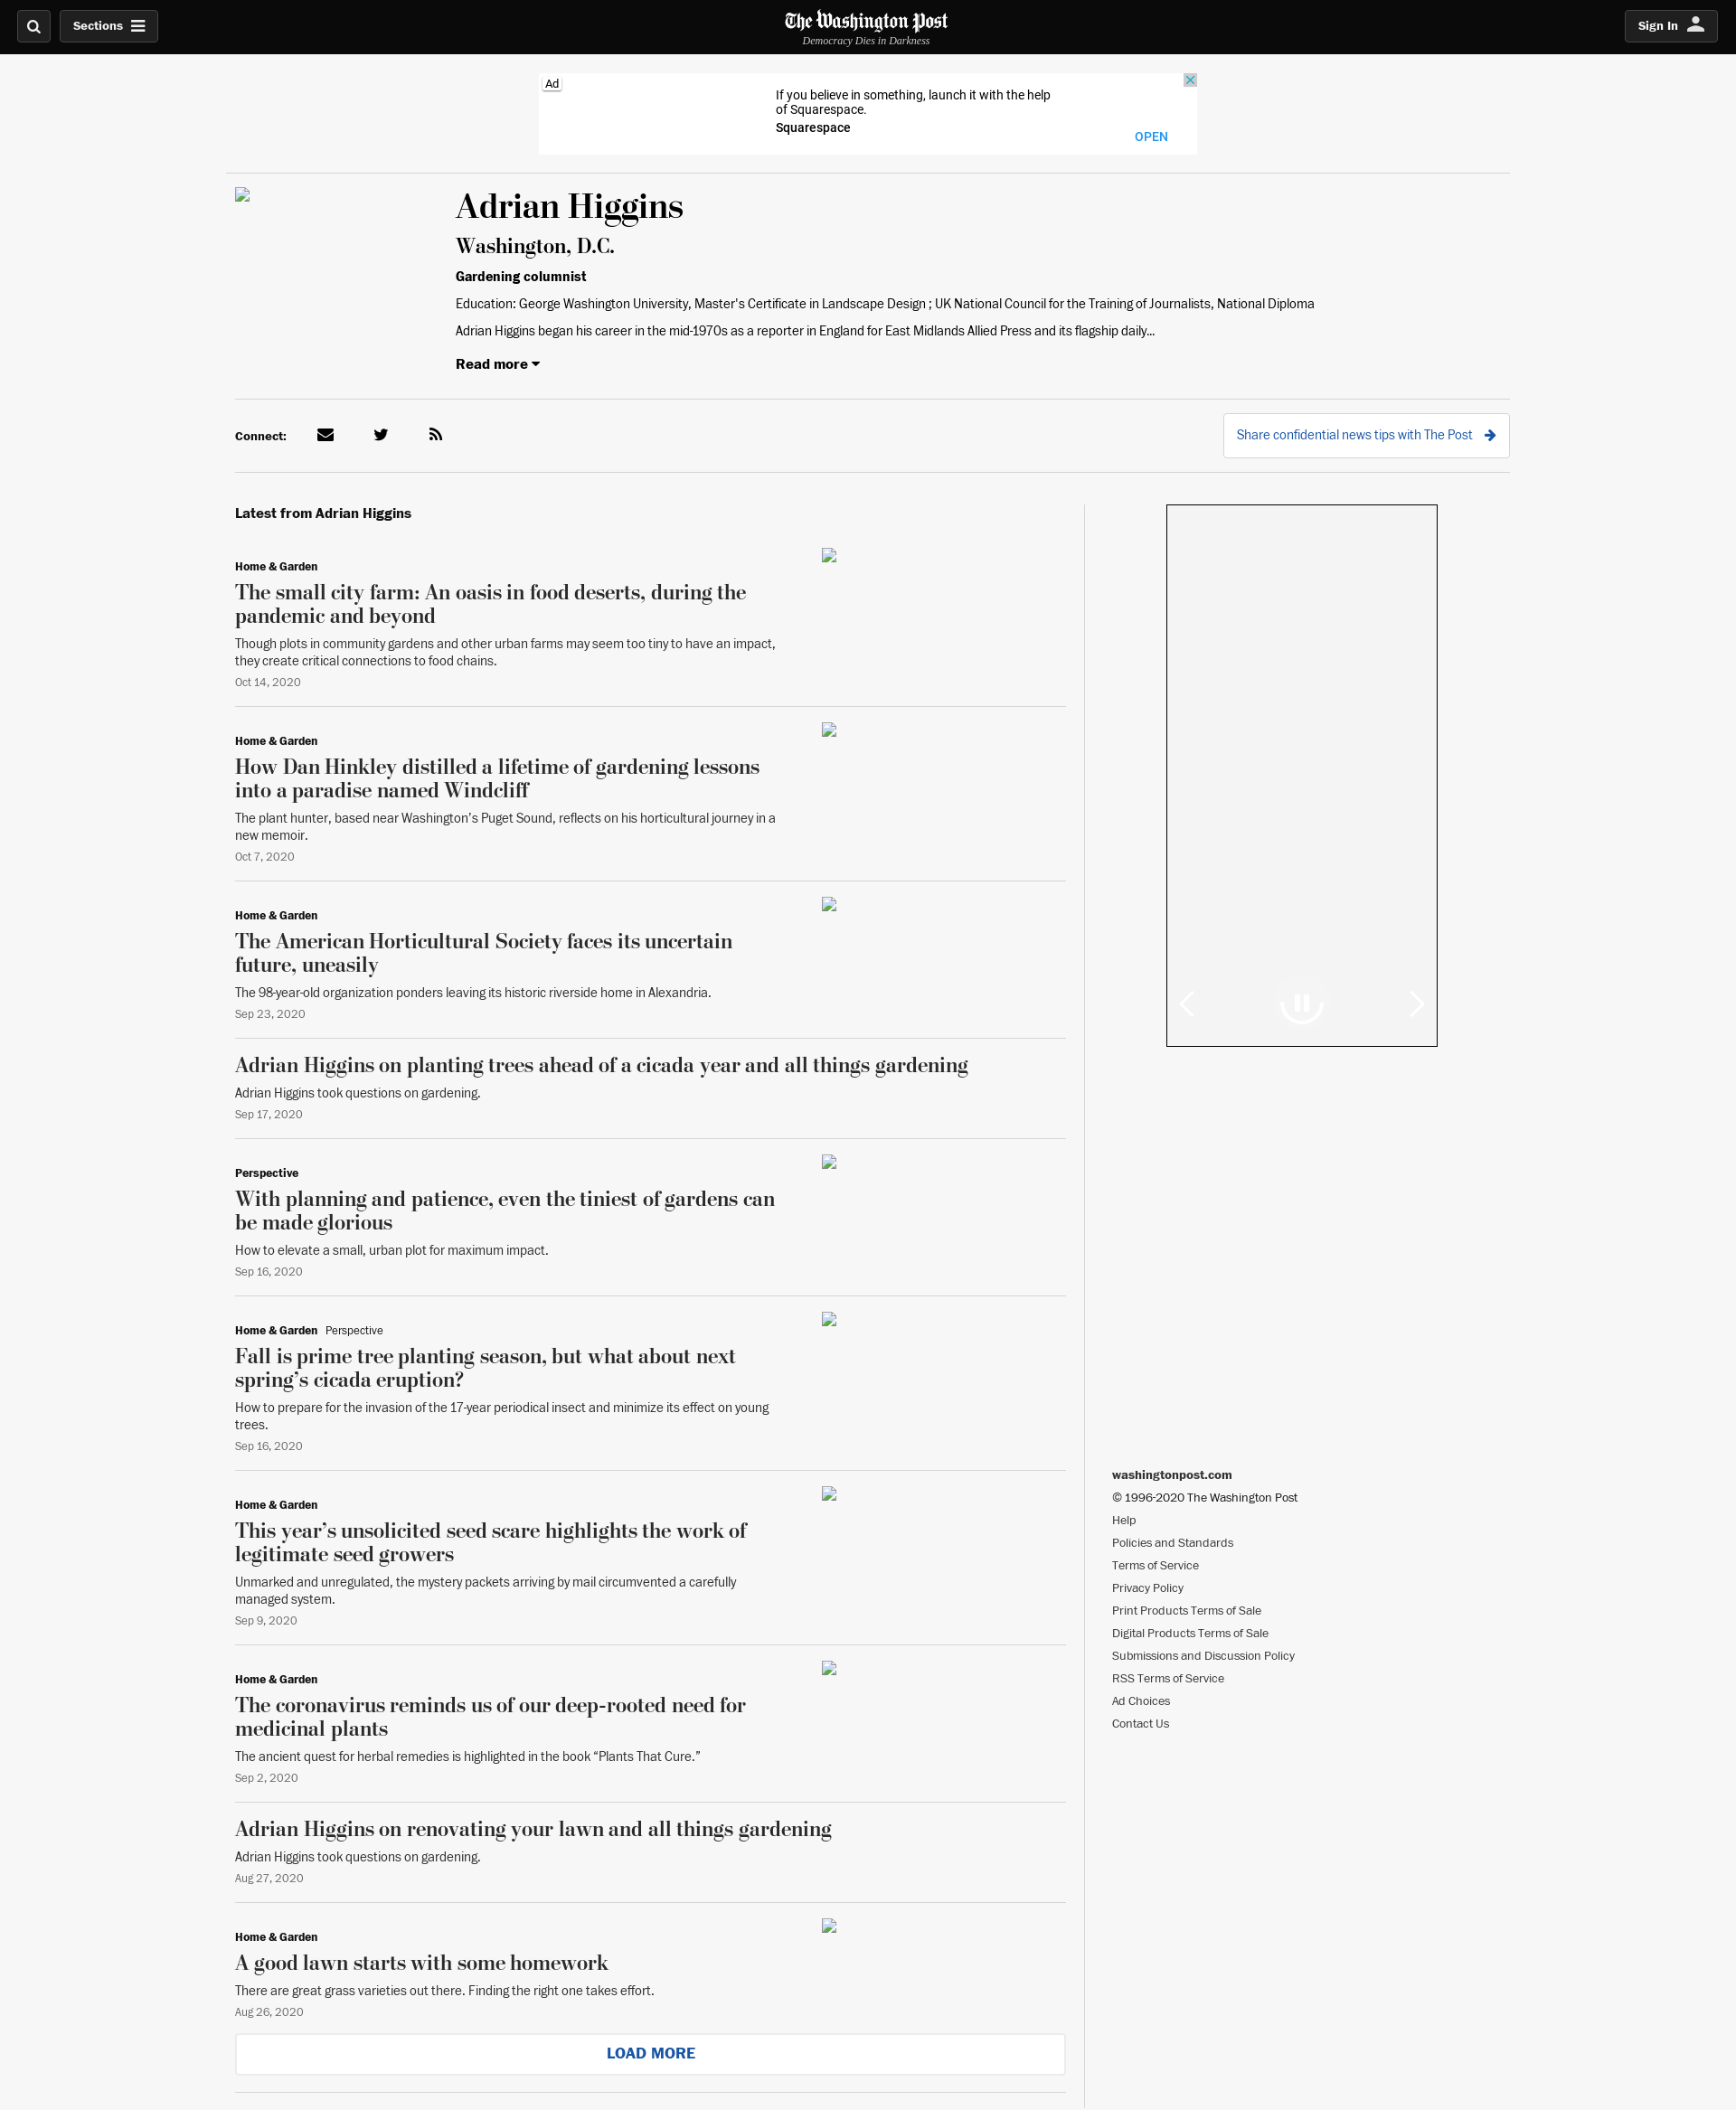 Sections
The Washington Post
Democracy Dies in Darkness
Sign In
Ad
If you believe in something, launch it with the help
of Squarespace.
Squarespace
OPEN
Adrian Higgins
Washington, D.C.
Gardening columnist
Education: George Washington University, Master's Certificate in Landscape Design ; UK National Council for the Training of Journalists, National Diploma
Adrian Higgins began his career in the mid-1970s as a reporter in England for East Midlands Allied Press and its flagship daily...
Read more
Connect:
Share confidential news tips with The Post
Latest from Adrian Higgins
Home & Garden
The small city farm: An oasis in food deserts, during the
pandemic and beyond
Though plots in community gardens and other urban farms may seem too tiny to have an impact,
they create critical connections to food chains.
Oct 14, 2020
Home & Garden
How Dan Hinkley distilled a lifetime of gardening lessons
into a paradise named Windcliff
The plant hunter, based near Washington’s Puget Sound, reflects on his horticultural journey in a
new memoir.
Oct 7, 2020
Home & Garden
The American Horticultural Society faces its uncertain
future, uneasily
The 98-year-old organization ponders leaving its historic riverside home in Alexandria.
Sep 23, 2020
Adrian Higgins on planting trees ahead of a cicada year and all things gardening
Adrian Higgins took questions on gardening.
Sep 17, 2020
Perspective
With planning and patience, even the tiniest of gardens can
be made glorious
How to elevate a small, urban plot for maximum impact.
Sep 16, 2020
Home & Garden Perspective
Fall is prime tree planting season, but what about next
spring’s cicada eruption?
How to prepare for the invasion of the 17-year periodical insect and minimize its effect on young
trees.
Sep 16, 2020
Home & Garden
This year’s unsolicited seed scare highlights the work of
legitimate seed growers
Unmarked and unregulated, the mystery packets arriving by mail circumvented a carefully
managed system.
Sep 9, 2020
Home & Garden
The coronavirus reminds us of our deep-rooted need for
medicinal plants
The ancient quest for herbal remedies is highlighted in the book “Plants That Cure.”
Sep 2, 2020
Adrian Higgins on renovating your lawn and all things gardening
Adrian Higgins took questions on gardening.
Aug 27, 2020
Home & Garden
A good lawn starts with some homework
There are great grass varieties out there. Finding the right one takes effort.
Aug 26, 2020
LOAD MORE
washingtonpost.com
© 1996-2020 The Washington Post
Help
Policies and Standards
Terms of Service
Privacy Policy
Print Products Terms of Sale
Digital Products Terms of Sale
Submissions and Discussion Policy
RSS Terms of Service
Ad Choices
Contact Us